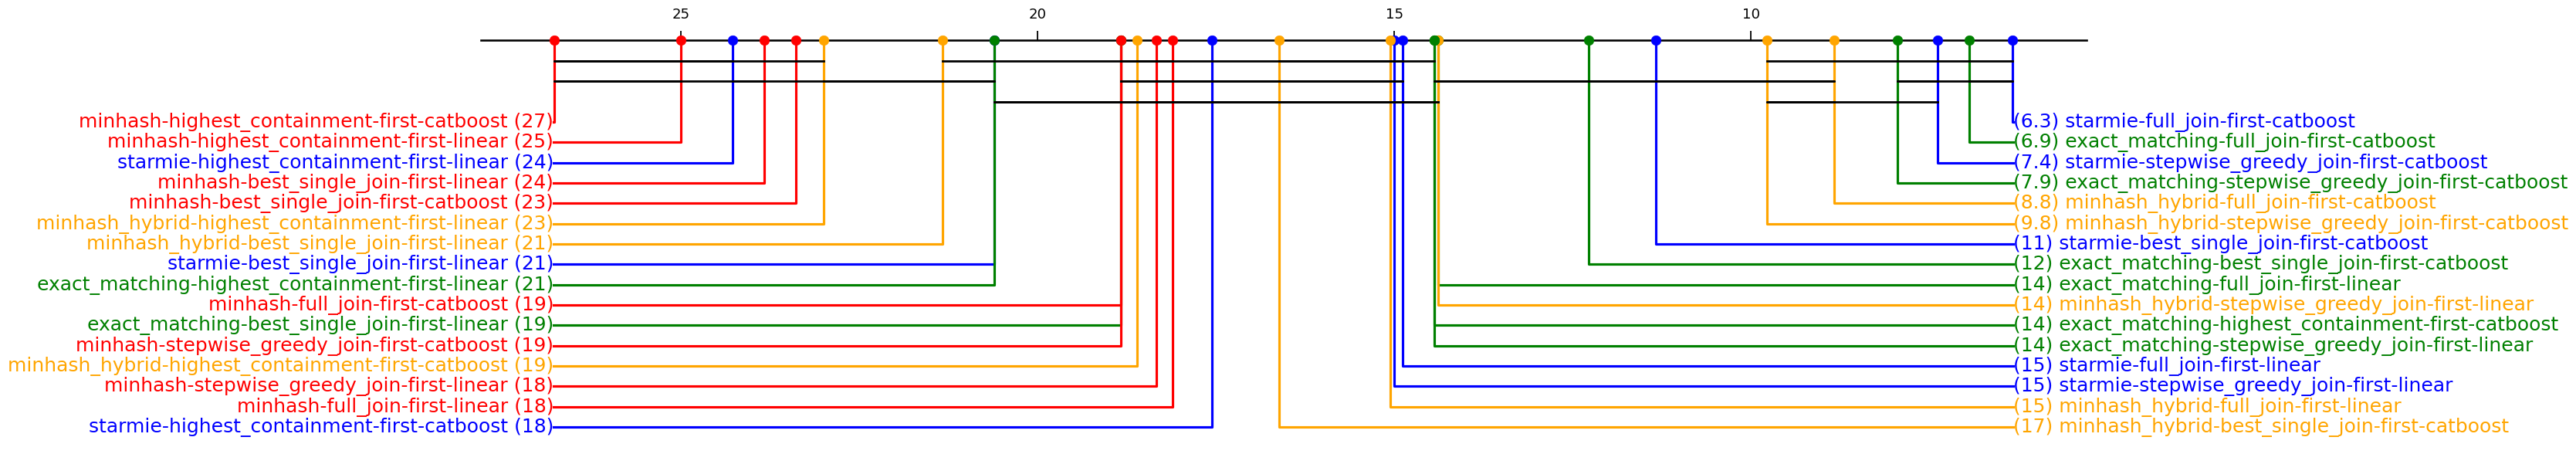 25 20 15 10
minhash-highest_containment-first-catboost (27)
minhash-highest_containment-first-linear (25)
starmie-highest_containment-first-linear (24)
minhash-best_single_join-first-linear (24)
minhash-best_single_join-first-catboost (23)
minhash_hybrid-highest_containment-first-linear (23)
minhash_hybrid-best_single_join-first-linear (21)
starmie-best_single_join-first-linear (21)
exact_matching-highest_containment-first-linear (21)
minhash-full_join-first-catboost (19)
exact_matching-best_single_join-first-linear (19)
minhash-stepwise_greedy_join-first-catboost (19)
minhash_hybrid-highest_containment-first-catboost (19)
minhash-stepwise_greedy_join-first-linear (18)
minhash-full_join-first-linear (18)
starmie-highest_containment-first-catboost (18)
(6.3) starmie-full_join-first-catboost
(6.9) exact_matching-full_join-first-catboost
(7.4) starmie-stepwise_greedy_join-first-catboost
(7.9) exact_matching-stepwise_greedy_join-first-catboost
(8.8) minhash_hybrid-full_join-first-catboost
(9.8) minhash_hybrid-stepwise_greedy_join-first-catboost
(11) starmie-best_single_join-first-catboost
(12) exact_matching-best_single_join-first-catboost
(14) exact_matching-full_join-first-linear
(14) minhash_hybrid-stepwise_greedy_join-first-linear
(14) exact_matching-highest_containment-first-catboost
(14) exact_matching-stepwise_greedy_join-first-linear
(15) starmie-full_join-first-linear
(15) starmie-stepwise_greedy_join-first-linear
(15) minhash_hybrid-full_join-first-linear
(17) minhash_hybrid-best_single_join-first-catboost